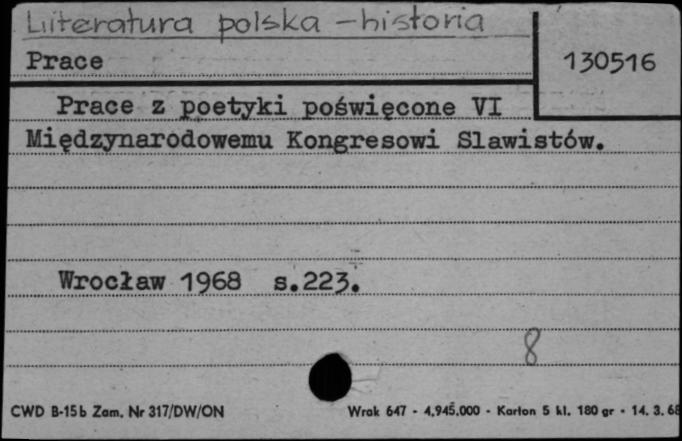 Literatura polska – historia
Prace
130516
Prace z poetyki poświęcone VI
Międzynarodowemu Kongresowi Slawistów.
Wrocław 1968 s.223.
8
CWD B-15b Zam. Nr 317/DW/ON
Wrak 647 - 4.945.000 - Karton 5 kl. 180 gr - 14. 3. 68